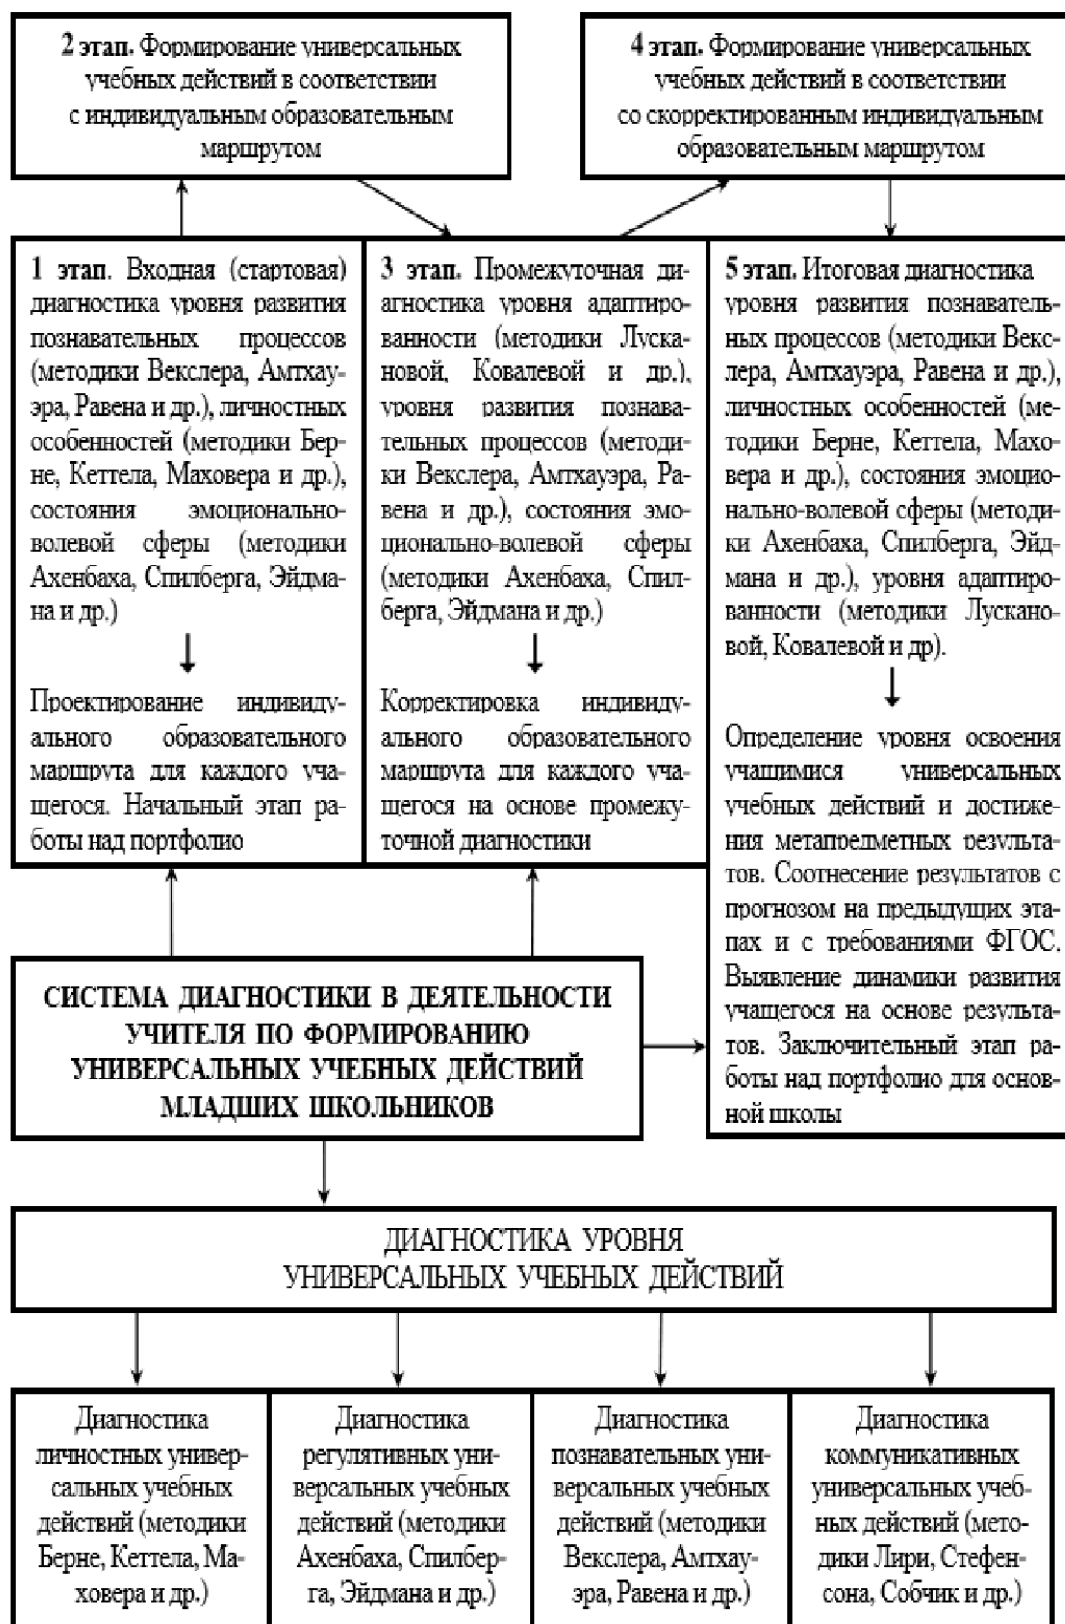 2 этап. Формирование универсальных
учебных действий в соответствии
с индивидуальным образовательным
маршрутом
4 этап. Формирование универсальных
учебных действий в соответствии
со скорректированным индивидуальным
образовательным маршрутом
1 этап. Входная (стартовая)
диагностика уровня развития
познавательных процессов
(методики Векслера, Амтхау-
эра, Равена и др.), личностных
особенностей (методики Бер-
не, Кеттела, Маховера и др.),
состояния эмоционально-
волевой сферы (методики
Ахенбаха, Спилберга, Эйдма-
на и др.)
Проектирование индивиду-
ального образовательного
маршрута для каждого уча-
щегося. Начальный этап ра-
боты над портфолио
3 этап. Промежуточная ди-
агностика уровня адаптиро-
ванности (методики Луска-
новой, Ковалевой и др.),
уровня развития познава-
тельных процессов (методи-
ки Векслера, Амтхауэра, Ра-
вена и др.), состояния эмо-
ционально-волевой сферы
(методики Ахенбаха, Спил-
берга, Эйдмана и др.)
Корректировка индивиду-
ального образовательного
маршрута для каждого уча-
щегося на основе промежу-
точной диагностики
5 этап. Итоговая диагностика
уровня развития познаватель-
ных процессов (методики Векс-
лера, Амтхауэра, Равена и др.),
личностных особенностей (ме-
тодики Берне, Кеттела, Махо-
вера и др.), состояния эмоцио-
нально-волевой сферы (методи-
ки Ахенбаха, Спилберга, Эйд-
мана и др.), уровня адаптиро-
ванности (методики Лускано-
вой, Ковалевой и др).
Определение уровня освоения
учащимися универсальных
учебных действий и достиже-
ния метапредметных результа-
тов. Соотнесение результатов с
прогнозом на предыдущих эта-
пах и с требованиями ФГОС.
Выявление динамики развития
учащегося на основе результа-
тов. Заключительный этап ра-
боты над портфолио для основ-
ной школы
СИСТЕМА ДИАГНОСТИКИ В ДЕЯТЕЛЬНОСТИ
УЧИТЕЛЯ ПО ФОРМИРОВАНИЮ
УНИВЕРСАЛЬНЫХ УЧЕБНЫХ ДЕЙСТВИЙ
МЛАДШИХ ШКОЛЬНИКОВ
ДИАГНОСТИКА УРОВНЯ
УНИВЕРСАЛЬНЫХ УЧЕБНЫХ ДЕЙСТВИЙ
Диагностика
личностных универ-
сальных учебных
действий (методики
Берне, Кеттела, Ма-
ховера и др.)
Диагностика
регулятивных уни-
версальных учебных
действий (методики
Ахенбаха, Спилбер-
га, Эйдмана и др.)
Диагностика
познавательных уни-
версальных учебных
действий (методики
Векслера, Амтхау-
эра, Равена и др.)
Диагностика
коммуникативных
универсальных учеб-
ных действий (мето-
дики Лири, Стефен-
сона, Собчик и др.)